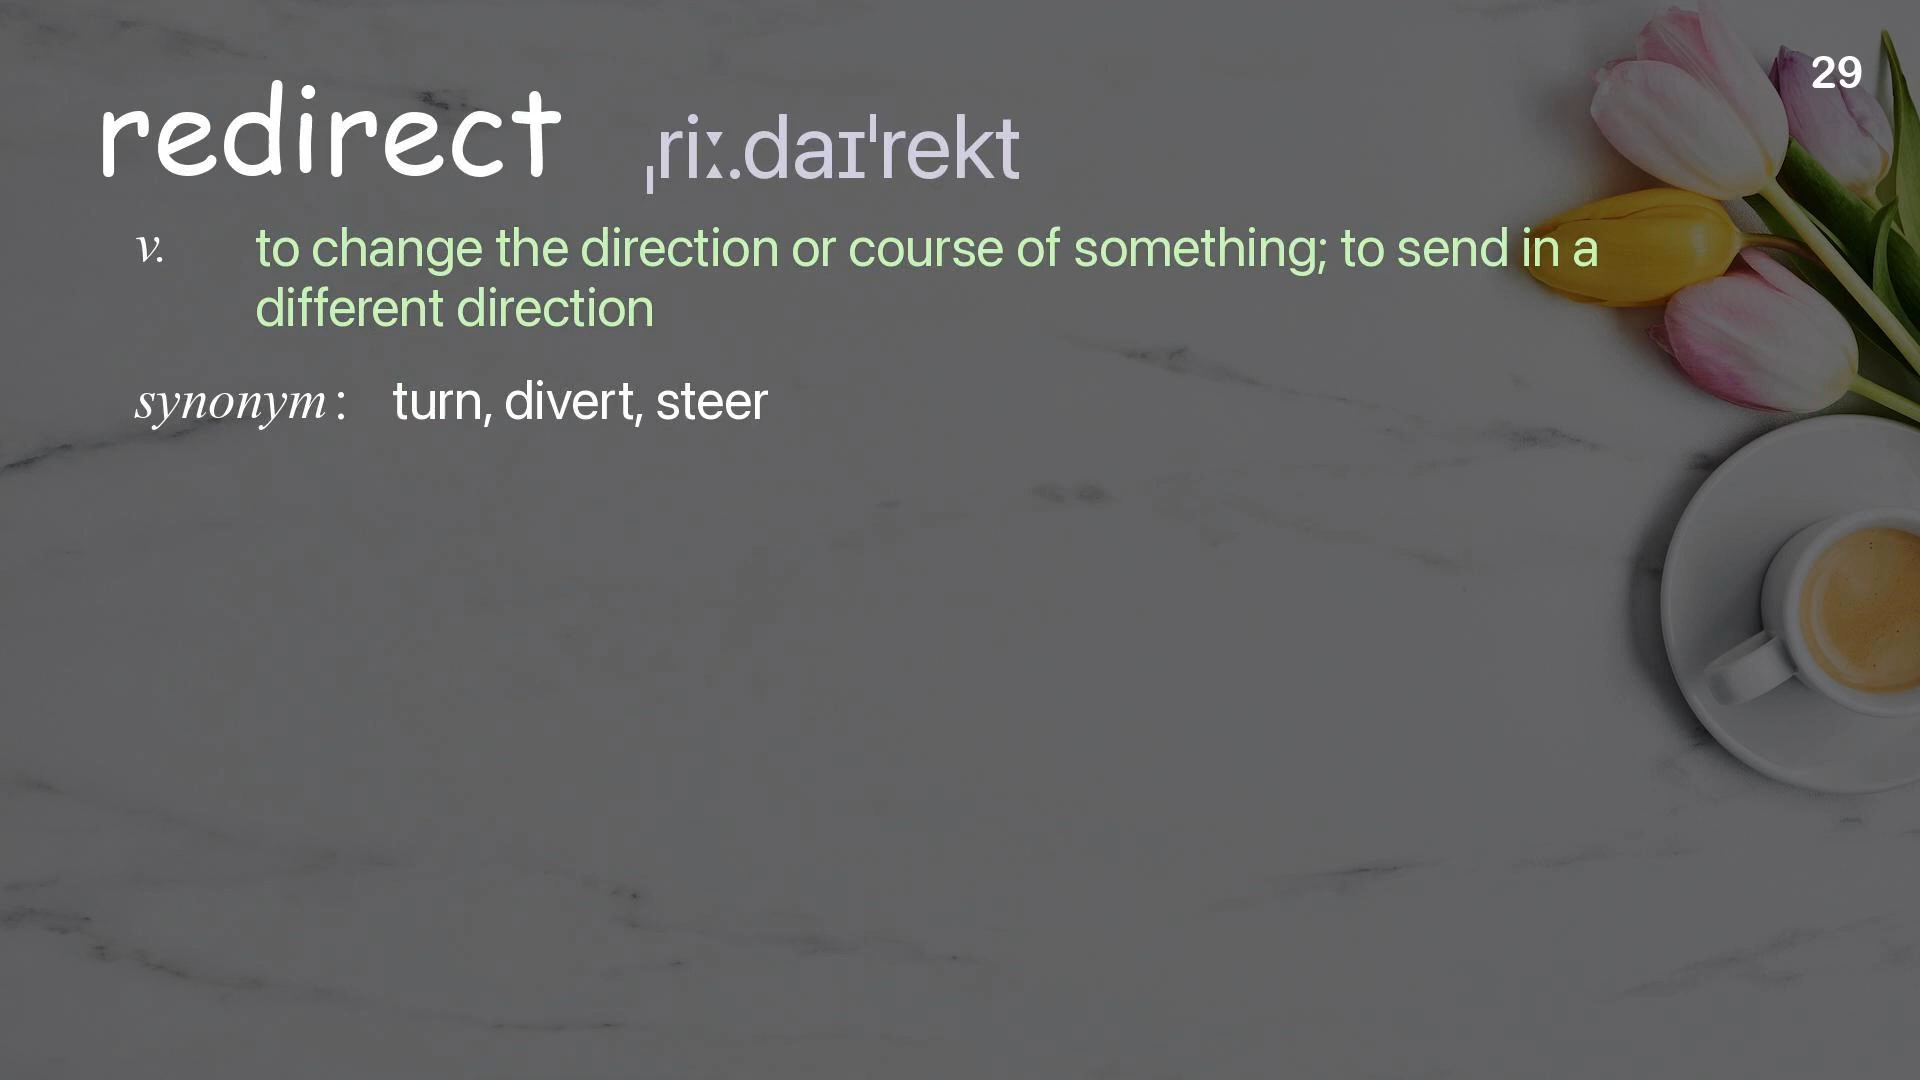 29
redirect ˌriː.daɪˈrekt
v. to change the direction or course of something; to send in a
different direction
synonym : turn, divert, steer